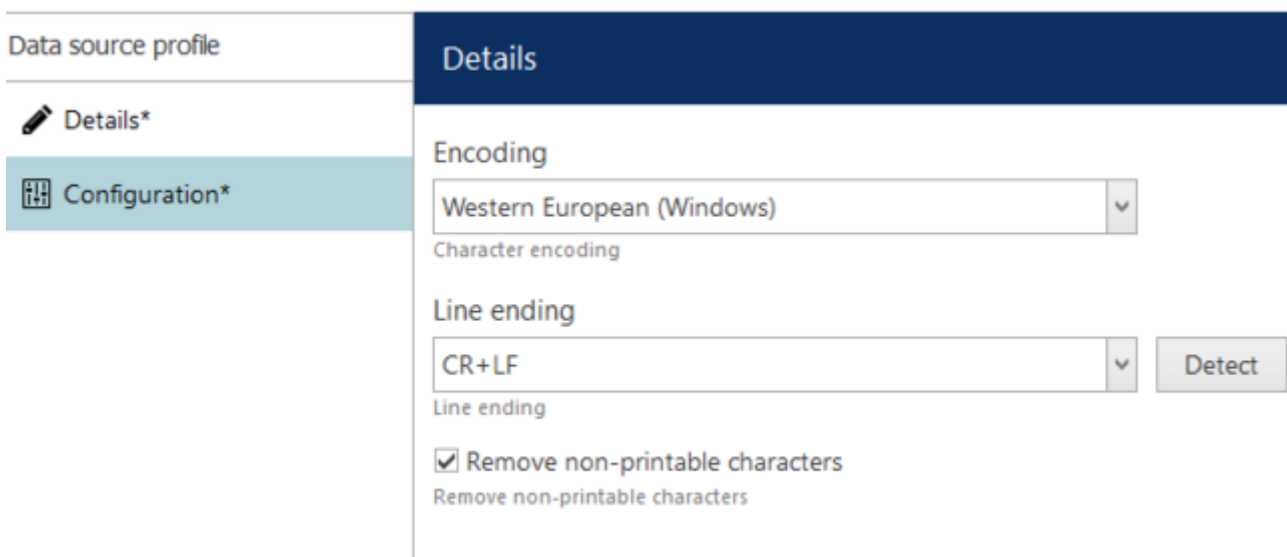 Data source profile
Details*
Configuration*
Details
Encoding
Western European (Windows)
Character encoding
Line ending
CR+LF
Detect
Line ending
Remove non-printable characters
Remove non-printable characters